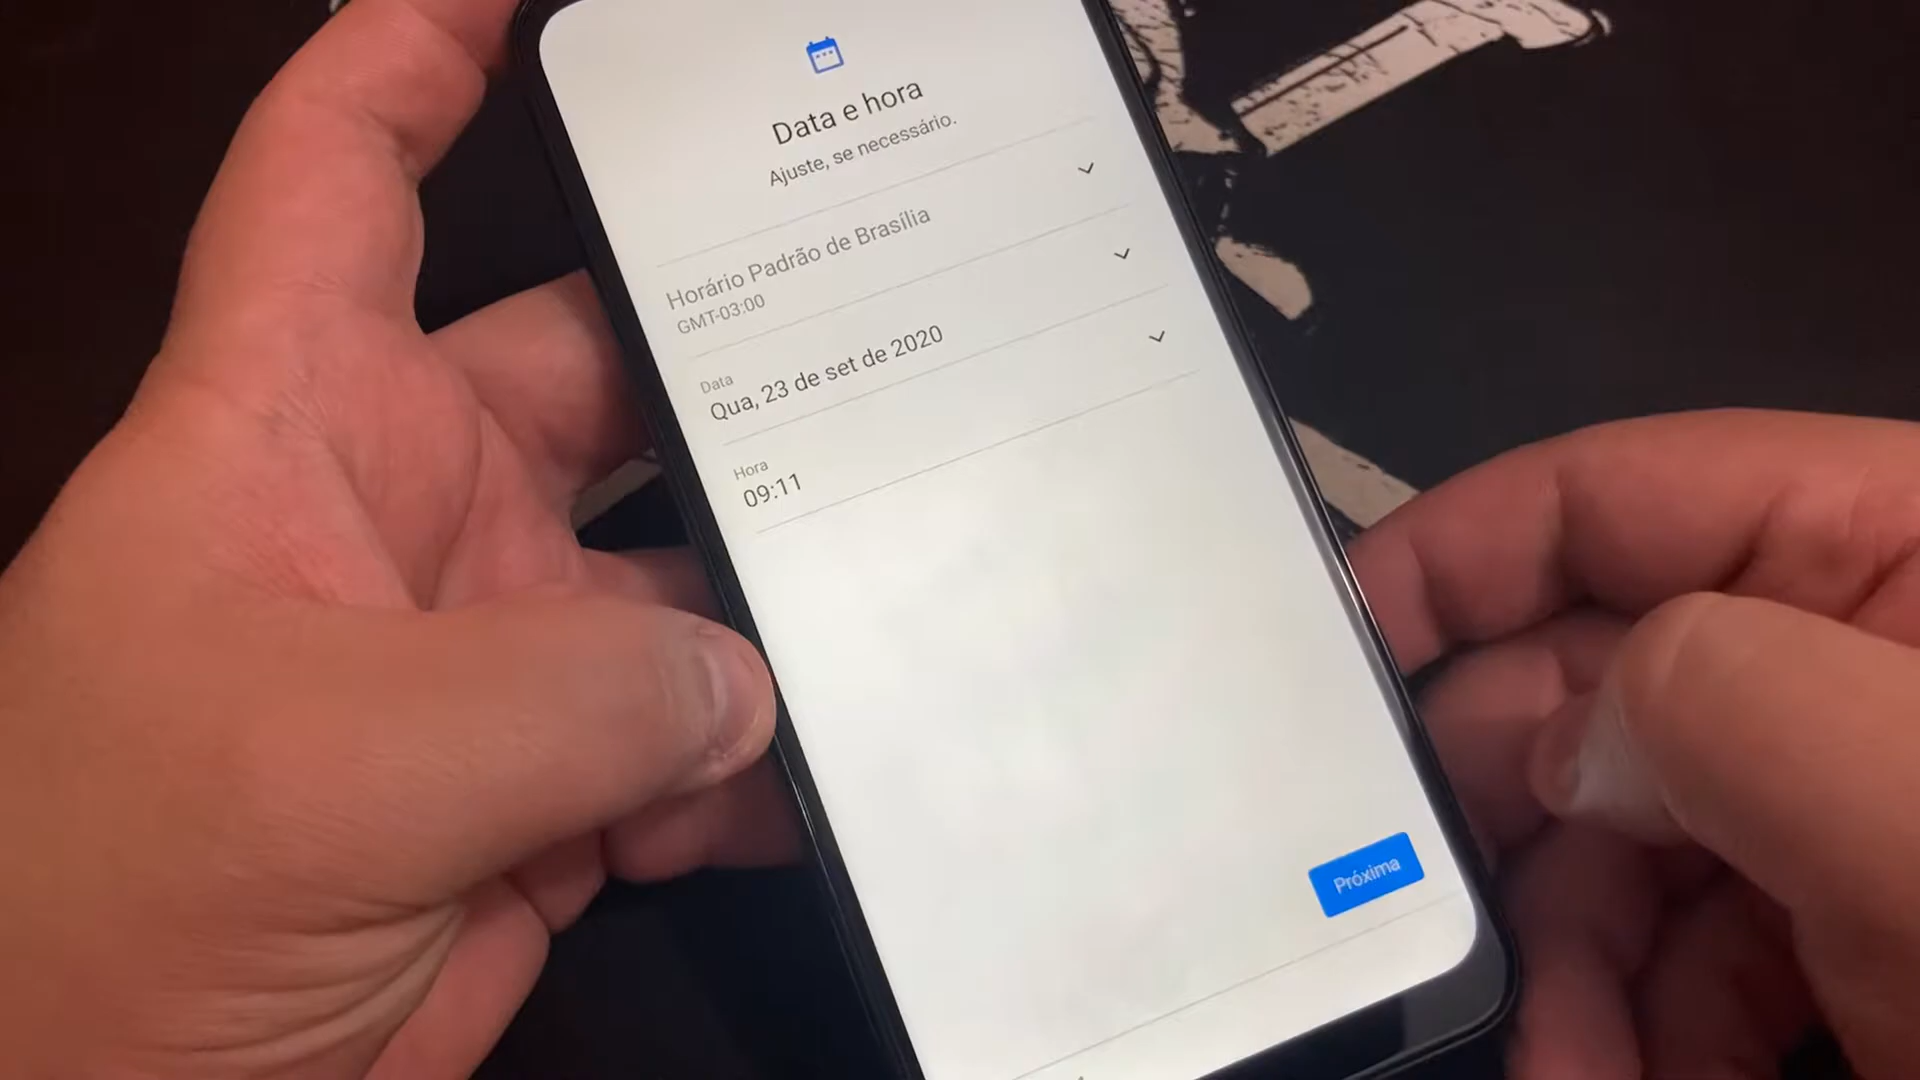 Data e hora
Ajuste, se necessário.
Horário Padrão de Brasília
GMT-03:00
Data
Qua, 23 de set de 2020
Hora
09:11
Próxima